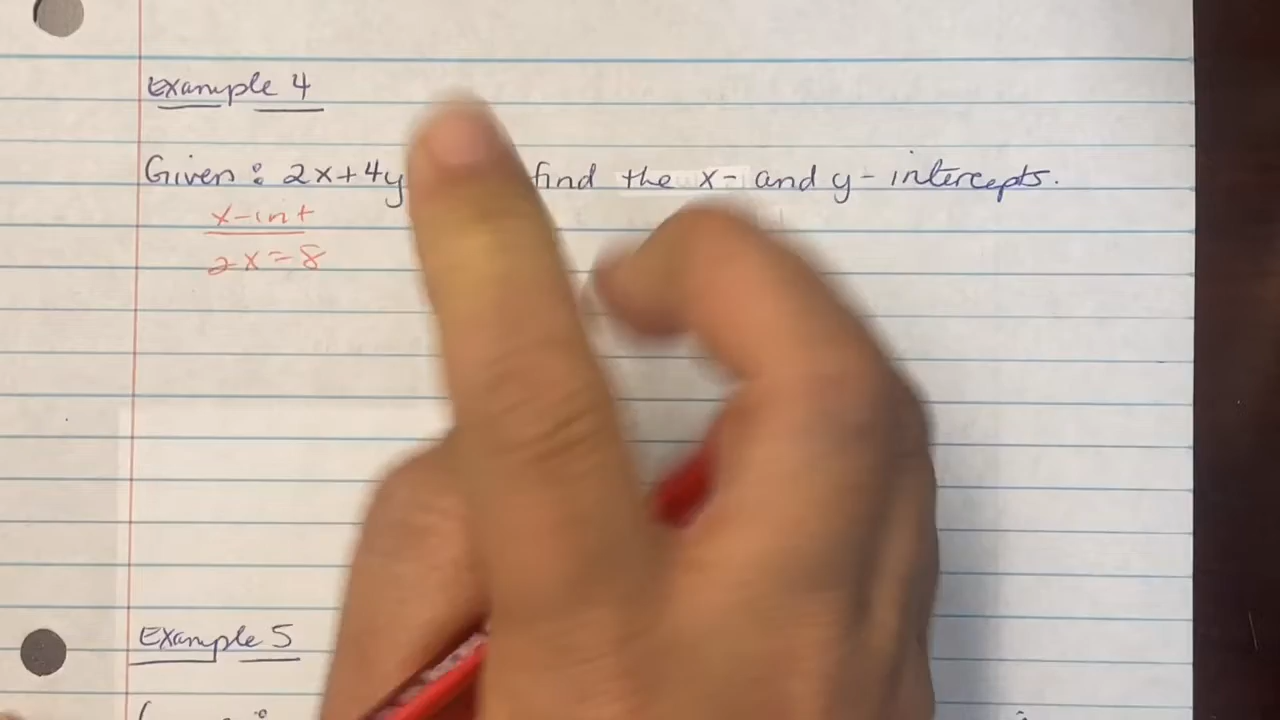 Example 4
Given: 2x+4y find the x- and y-intercepts.
x-int
2x=8
Example 5